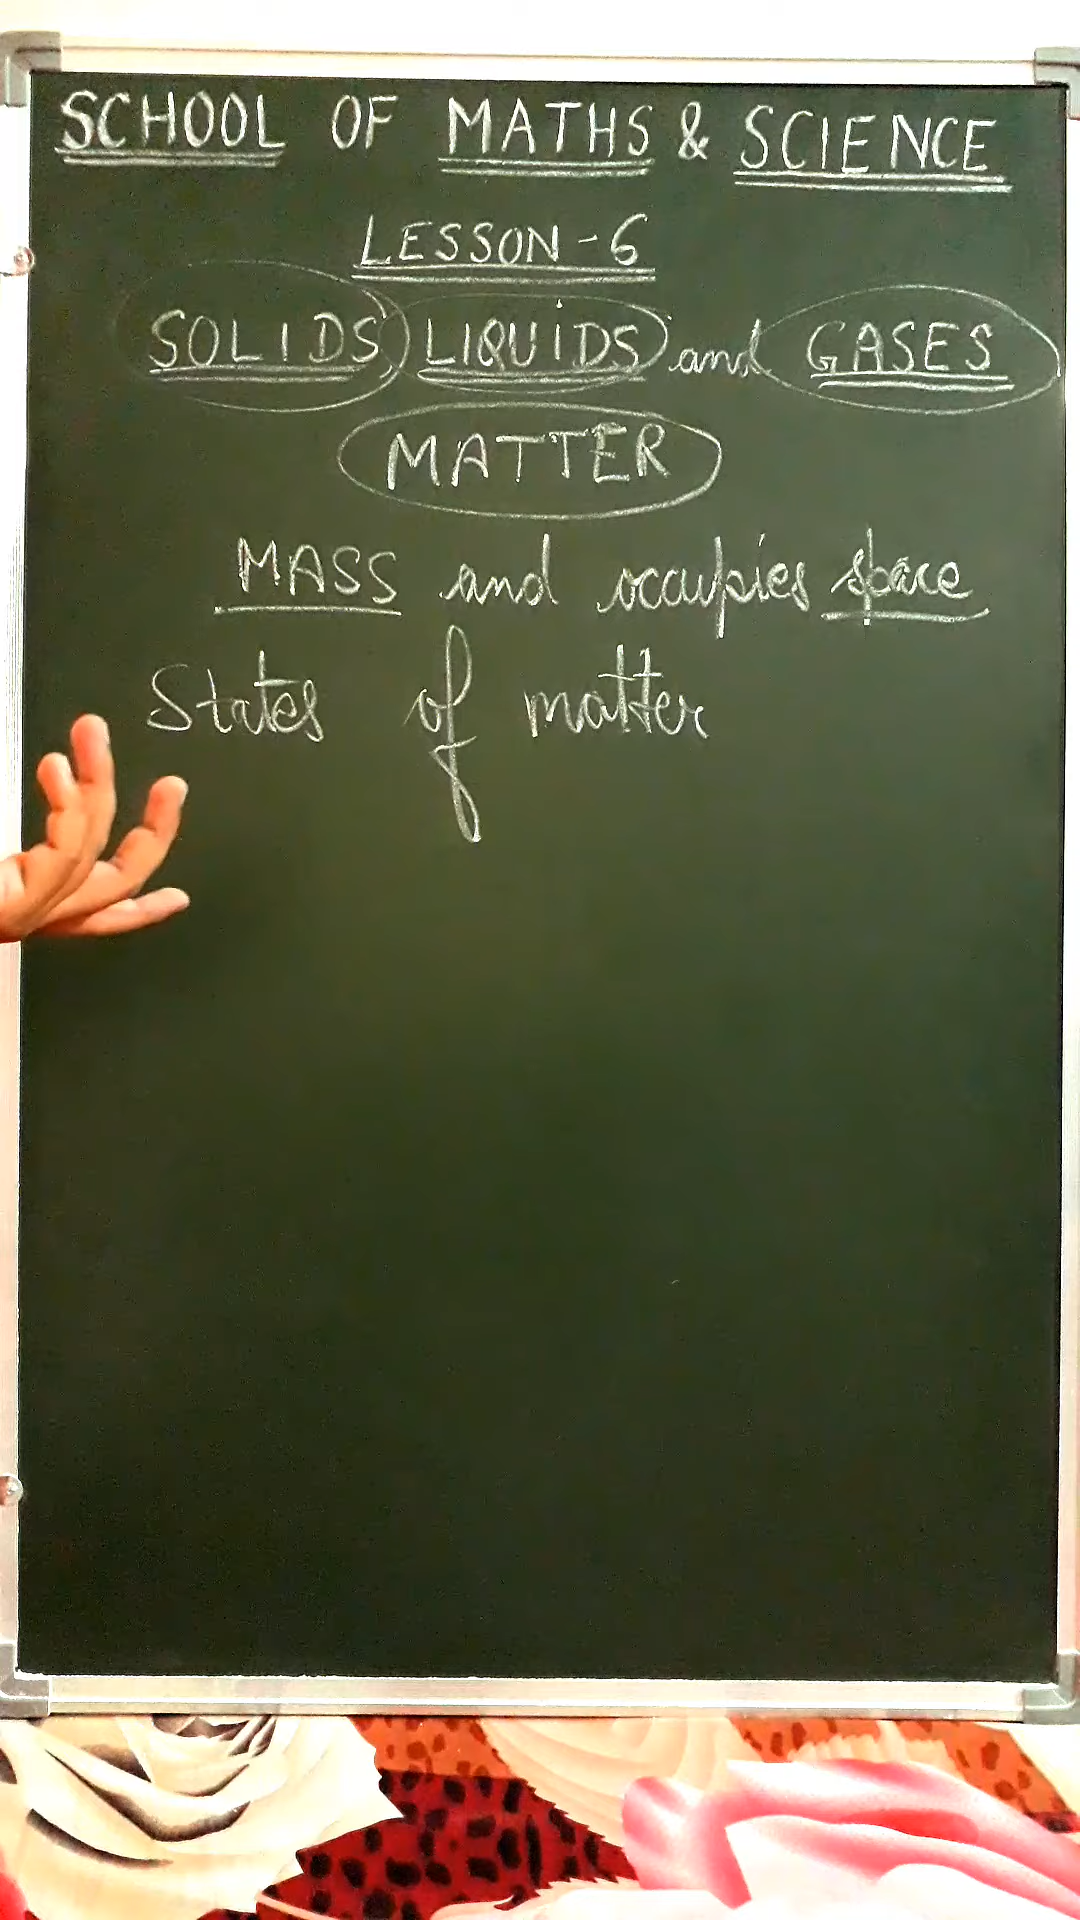 SCHOOL OF MATHS & SCIENCE
LESSON-6
SOLIDS LIQUIDS and GASES
MATTER
MASS and occupies space
States of matter